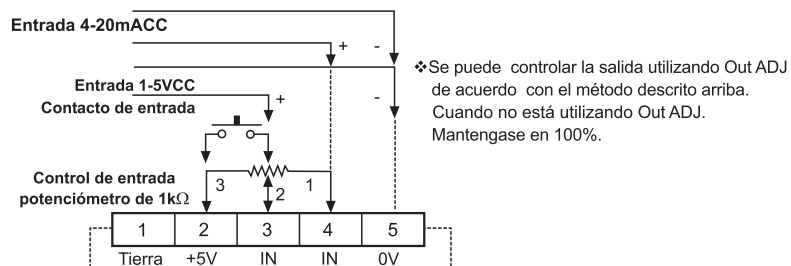 Entrada 4-20mACC
+ -
Entrada 1-5VCC
+ -
Contacto de entrada
❖Se puede controlar la salida utilizando Out ADJ
de acuerdo con el método descrito arriba.
Cuando no está utilizando Out ADJ.
Mantengase en 100%.
Control de entrada
potenciómetro de 1kΩ
3 2 1
1 2 3 4 5
Tierra +5V IN IN 0V